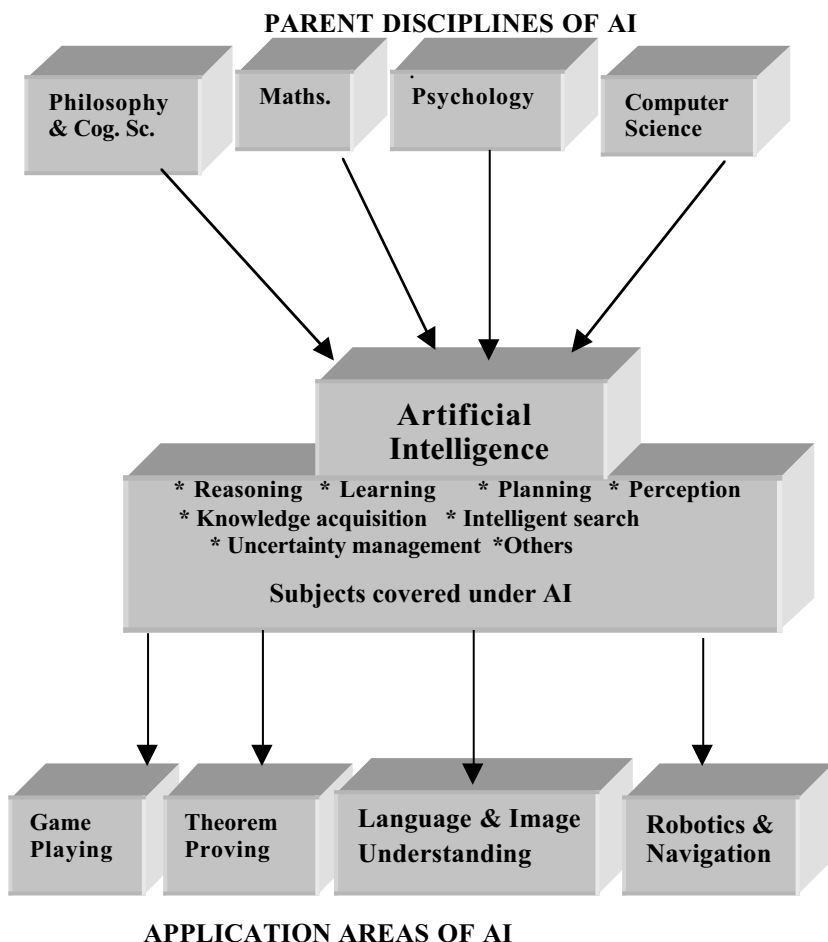 PARENT DISCIPLINES OF AI
Philosophy
& Cog. Sc.
Maths.
Psychology
Computer
Science
Artificial
Intelligence
* Reasoning * Learning * Planning * Perception
* Knowledge acquisition * Intelligent search
* Uncertainty management *Others
Subjects covered under AI
Game
Playing
Theorem
Proving
Language & Image
Understanding
Robotics &
Navigation
APPLICATION AREAS OF AI